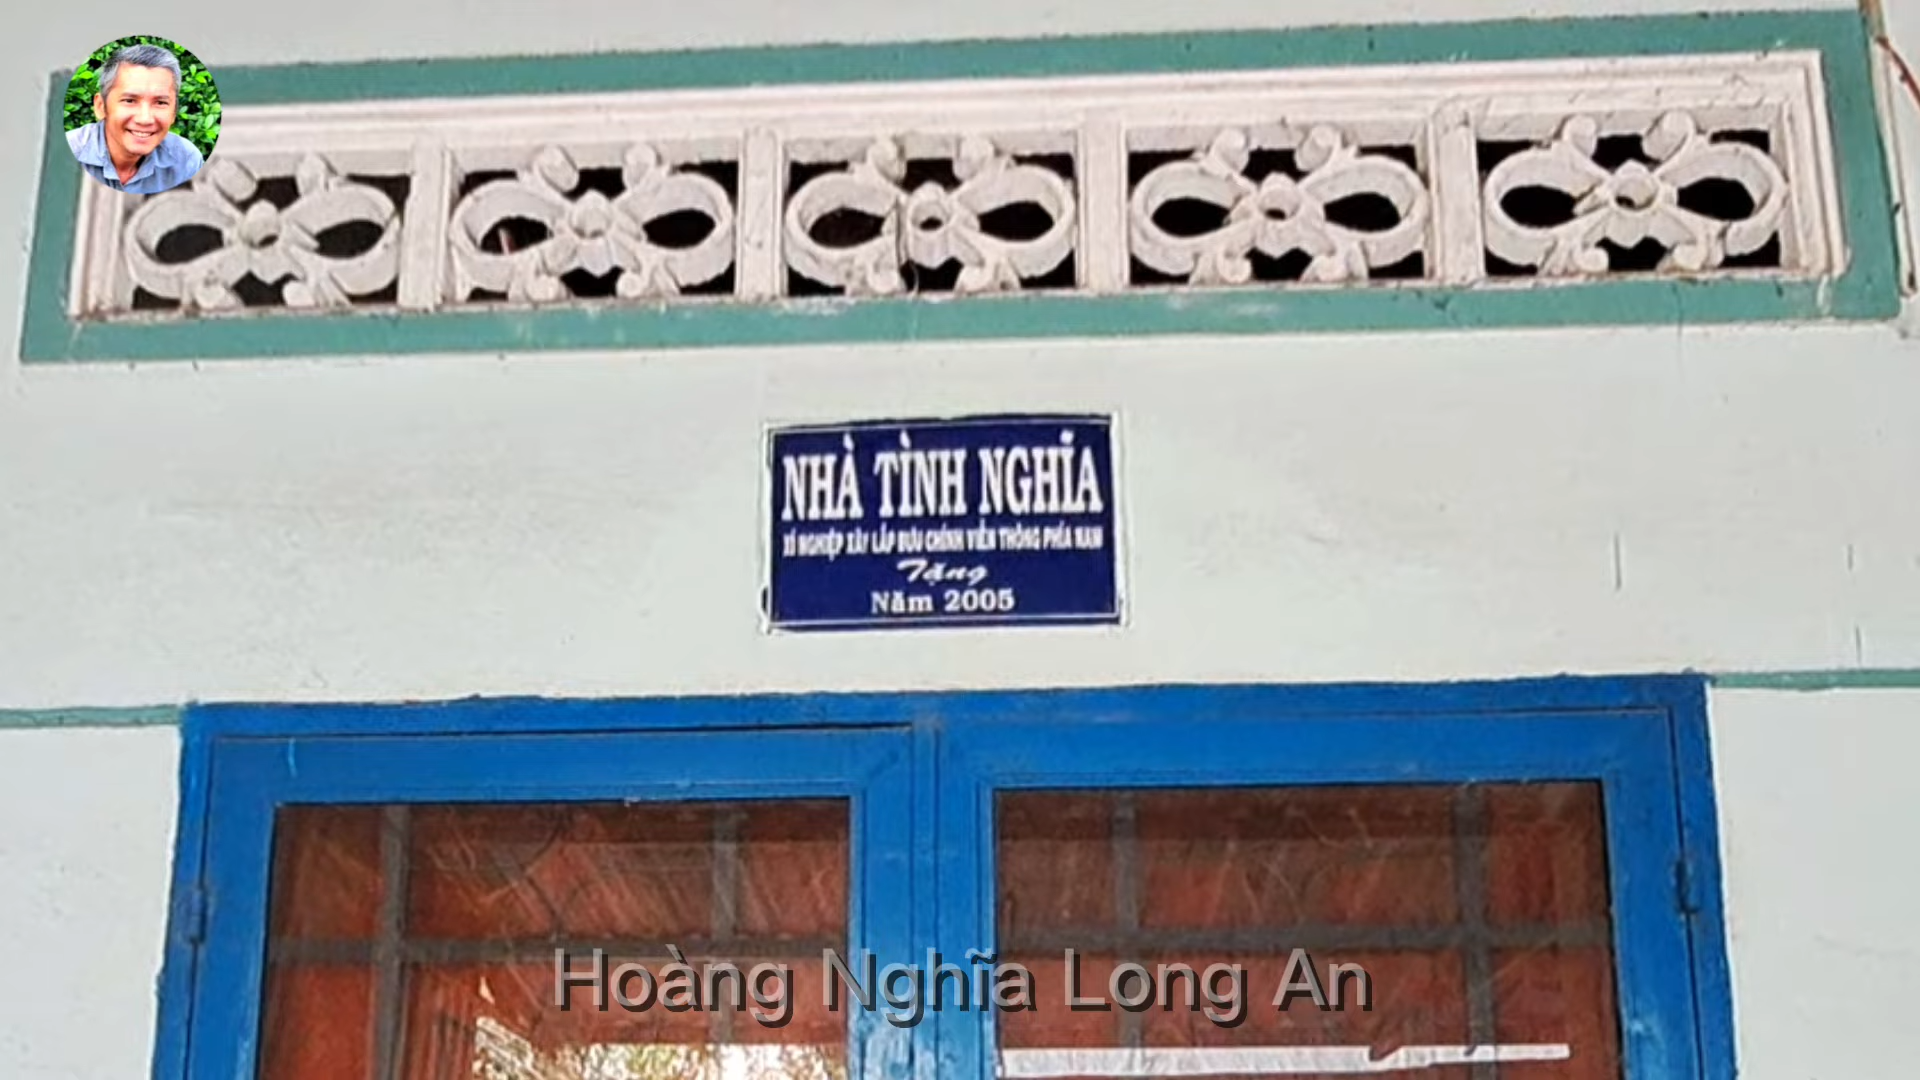 NHÀ TÌNH NGHĨA
XÍ NGHIỆP XÂY LẮP BƯU CHÍNH VIỄN THÔNG PHÍA NAM
Tặng
Năm 2005
Hoàng Nghĩa Long An